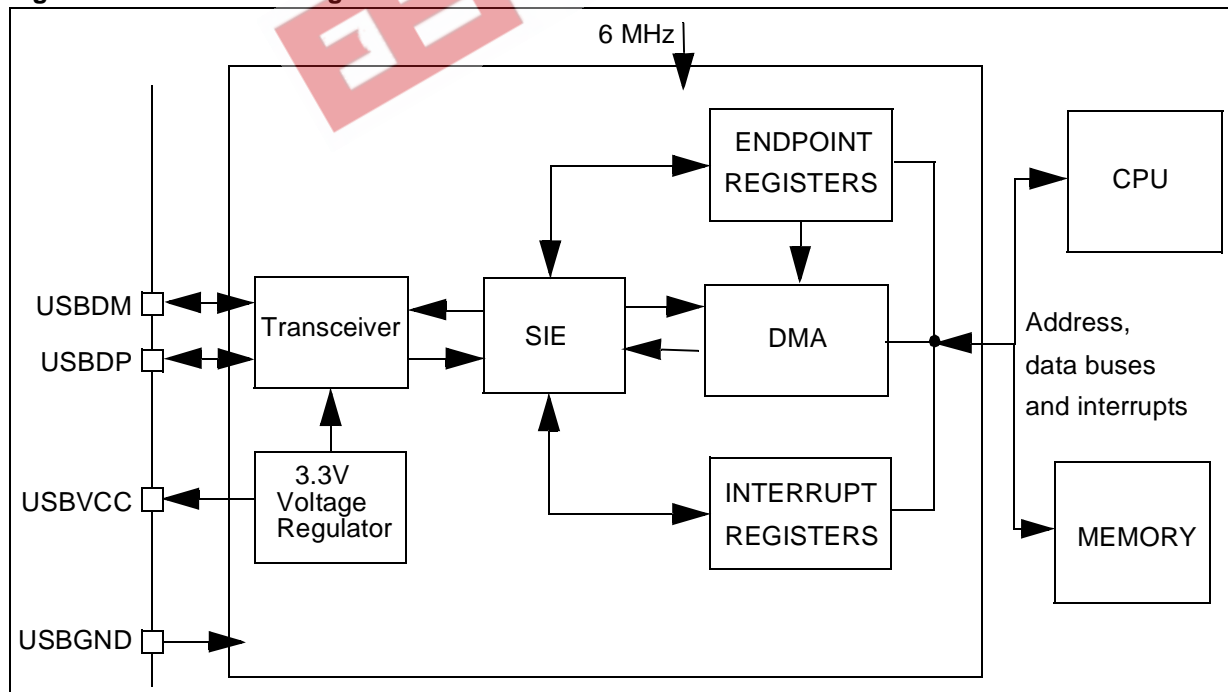 6 MHz
ENDPOINT
REGISTERS
CPU
USBDM
Transceiver
SIE
DMA
Address,
data buses
and interrupts
USBDP
3.3V
Voltage
Regulator
USBVCC
INTERRUPT
REGISTERS
MEMORY
USBGND